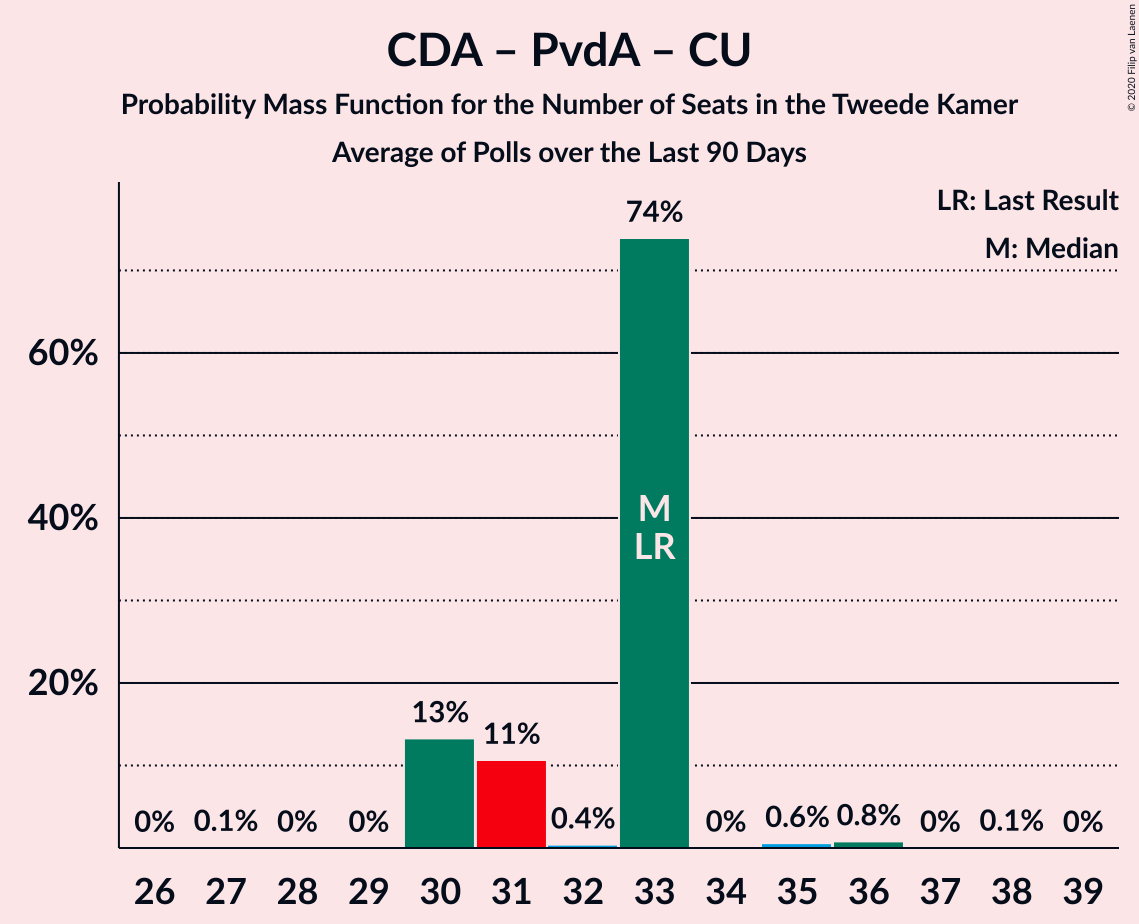 CDA – PvdA – CU
Probability Mass Function for the Number of Seats in the Tweede Kamer
Average of Polls over the Last 90 Days
© 2020 Filip van Laenen
LR: Last Result
M: Median
60%
40%
20%
0%
0.1%
0%
0%
13%
11%
0.4%
74%
M
LR
0%
0.6%
0.8%
0%
0.1%
0%
26 27 28 29 30 31 32 33 34 35 36 37 38 39